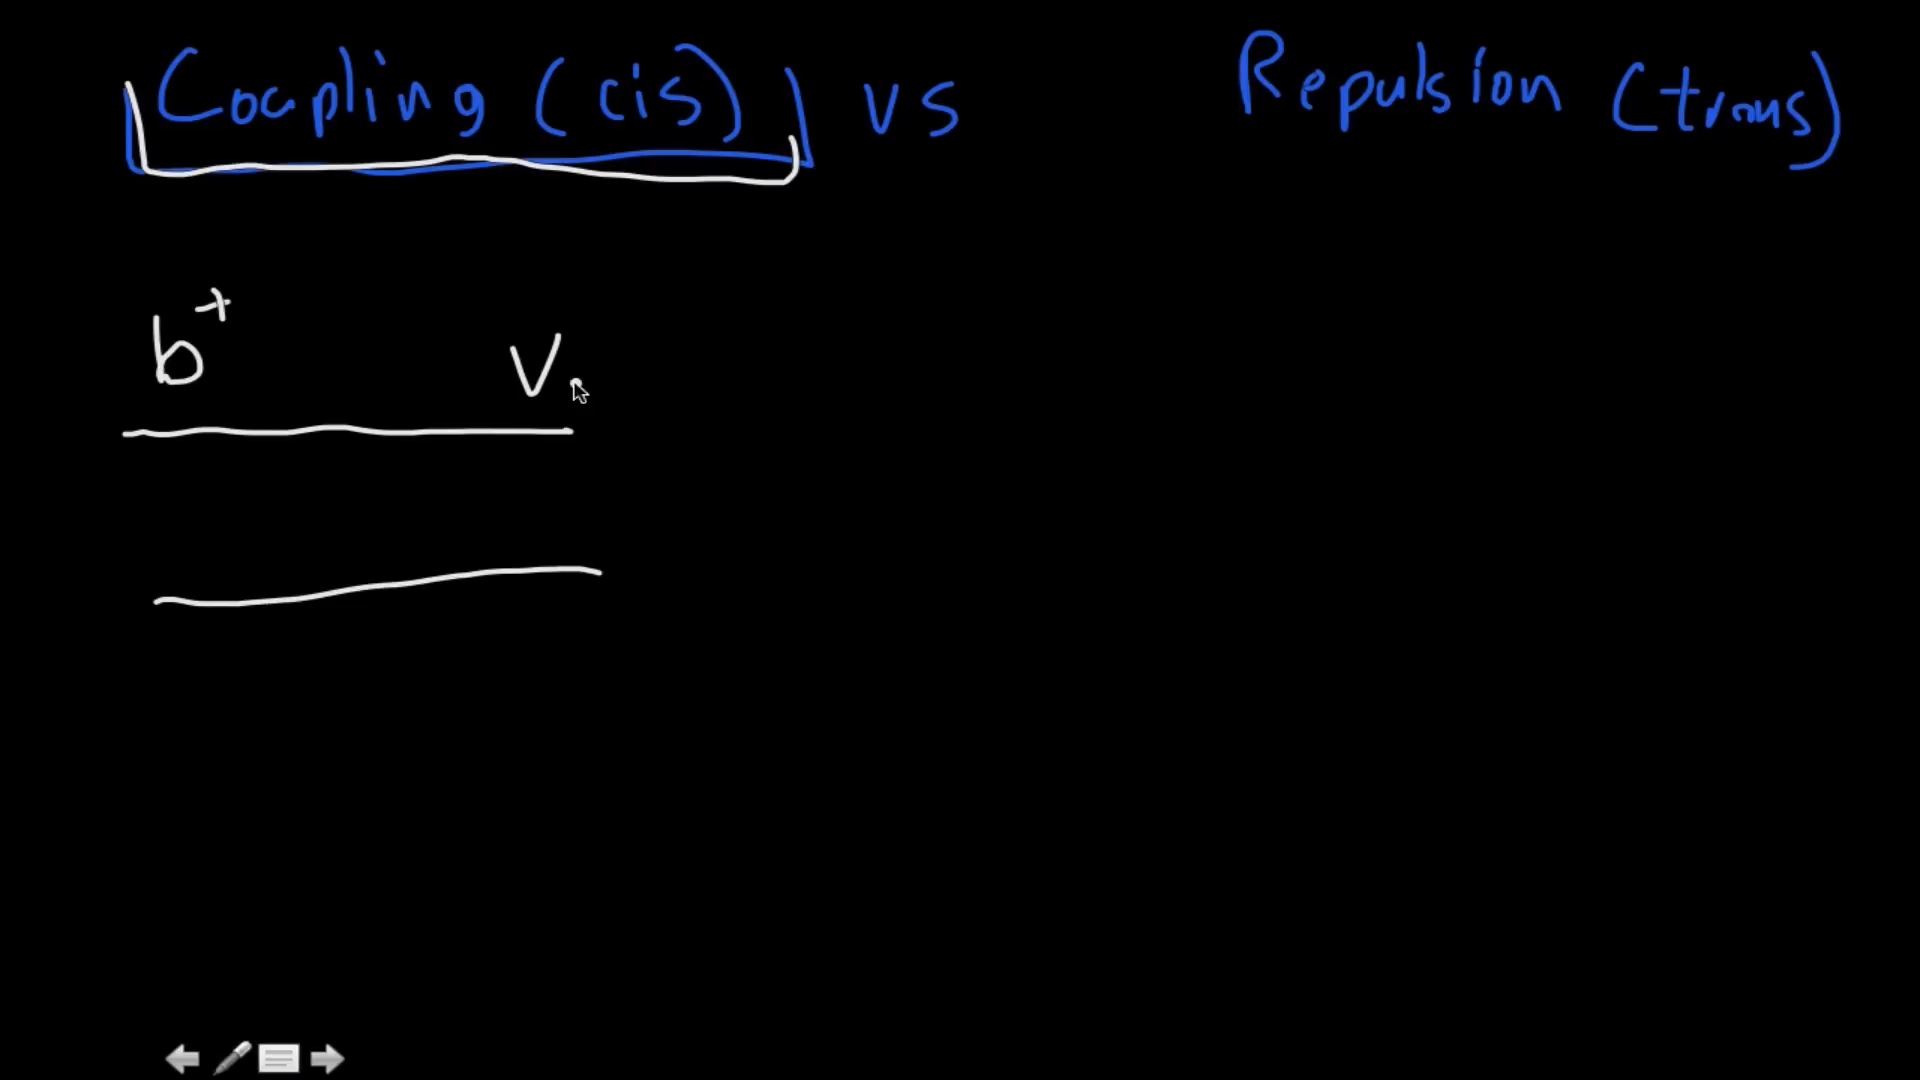 Coupling (cis) vs Repulsion (trans)
b⁺ v